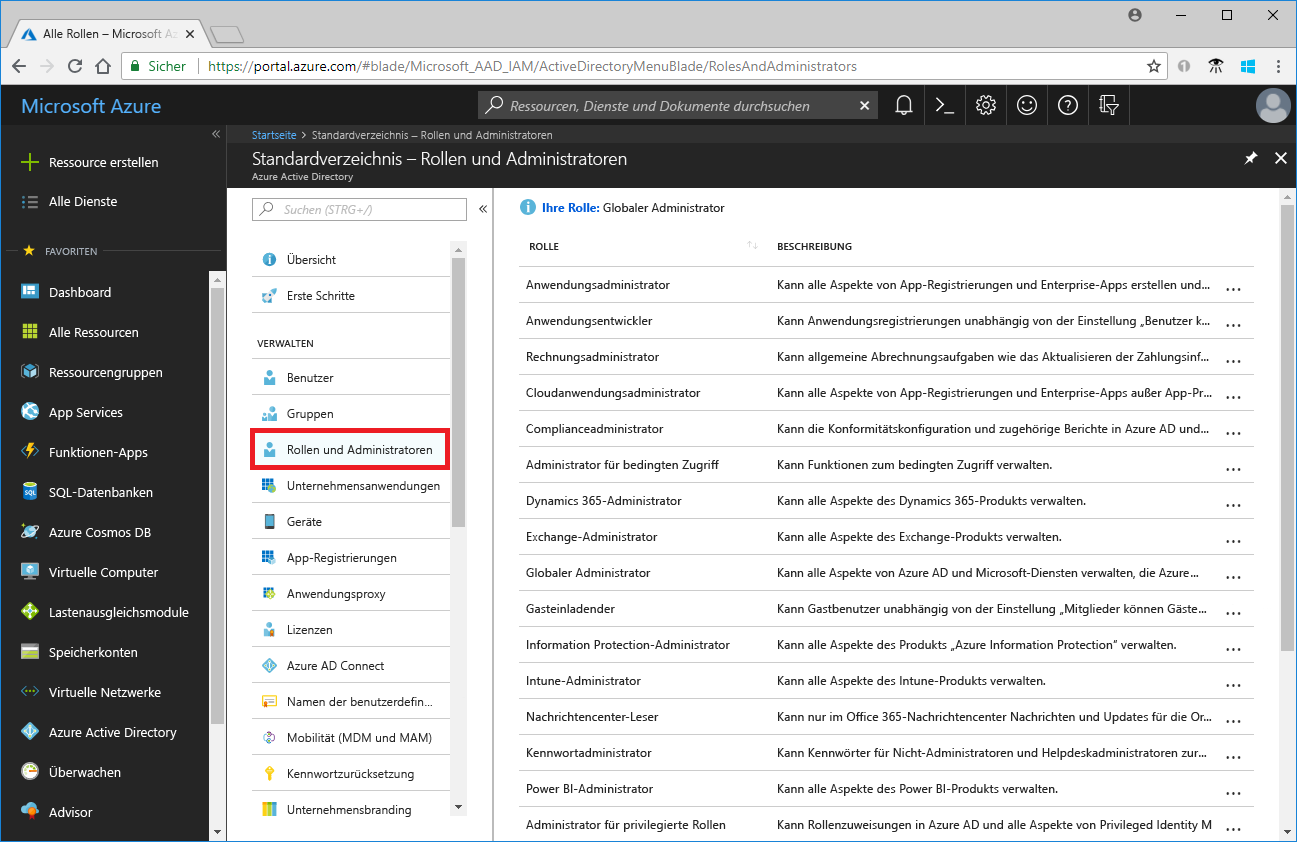 Alle Rollen – Microsoft Az
Sicher
https://portal.azure.com/#blade/Microsoft_AAD_IAM/ActiveDirectoryMenuBlade/RolesAndAdministrators
Microsoft Azure
Ressourcen, Dienste und Dokumente durchsuchen
Ressource erstellen
Alle Dienste
FAVORITEN
Dashboard
Alle Ressourcen
Ressourcengruppen
App Services
Funktionen-Apps
SQL-Datenbanken
Azure Cosmos DB
Virtuelle Computer
Lastenausgleichsmodule
Speicherkonten
Virtuelle Netzwerke
Azure Active Directory
Überwachen
Advisor
Startseite > Standardverzeichnis – Rollen und Administratoren
Standardverzeichnis – Rollen und Administratoren
Azure Active Directory
Suchen (STRG+/)
Übersicht
Erste Schritte
VERWALTEN
Benutzer
Gruppen
Rollen und Administratoren
Unternehmensanwendungen
Geräte
App-Registrierungen
Anwendungsproxy
Lizenzen
Azure AD Connect
Namen der benutzerdefin...
Mobilität (MDM und MAM)
Kennwortzurücksetzung
Unternehmensbranding
Ihre Rolle: Globaler Administrator
ROLLE BESCHREIBUNG
Anwendungsadministrator Kann alle Aspekte von App-Registrierungen und Enterprise-Apps erstellen und... ...
Anwendungsentwickler Kann Anwendungsregistrierungen unabhängig von der Einstellung „Benutzer k... ...
Rechnungsadministrator Kann allgemeine Abrechnungsaufgaben wie das Aktualisieren der Zahlungsinf... ...
Cloudanwendungsadministrator Kann alle Aspekte von App-Registrierungen und Enterprise-Apps außer App-Pr... ...
Complianceadministrator Kann die Konformitätskonfiguration und zugehörige Berichte in Azure AD und... ...
Administrator für bedingten Zugriff Kann Funktionen zum bedingten Zugriff verwalten. ...
Dynamics 365-Administrator Kann alle Aspekte des Dynamics 365-Produkts verwalten. ...
Exchange-Administrator Kann alle Aspekte des Exchange-Produkts verwalten. ...
Globaler Administrator Kann alle Aspekte von Azure AD und Microsoft-Diensten verwalten, die Azure... ...
Gasteinladender Kann Gastbenutzer unabhängig von der Einstellung „Mitglieder können Gäste... ...
Information Protection-Administrator Kann alle Aspekte des Produkts „Azure Information Protection“ verwalten. ...
Intune-Administrator Kann alle Aspekte des Intune-Produkts verwalten. ...
Nachrichtencenter-Leser Kann nur im Office 365-Nachrichtencenter Nachrichten und Updates für die Or... ...
Kennwortadministrator Kann Kennwörter für Nicht-Administratoren und Helpdeskadministratoren zur... ...
Power BI-Administrator Kann alle Aspekte des Power BI-Produkts verwalten. ...
Administrator für privilegierte Rollen Kann Rollenzuweisungen in Azure AD und alle Aspekte von Privileged Identity M ...